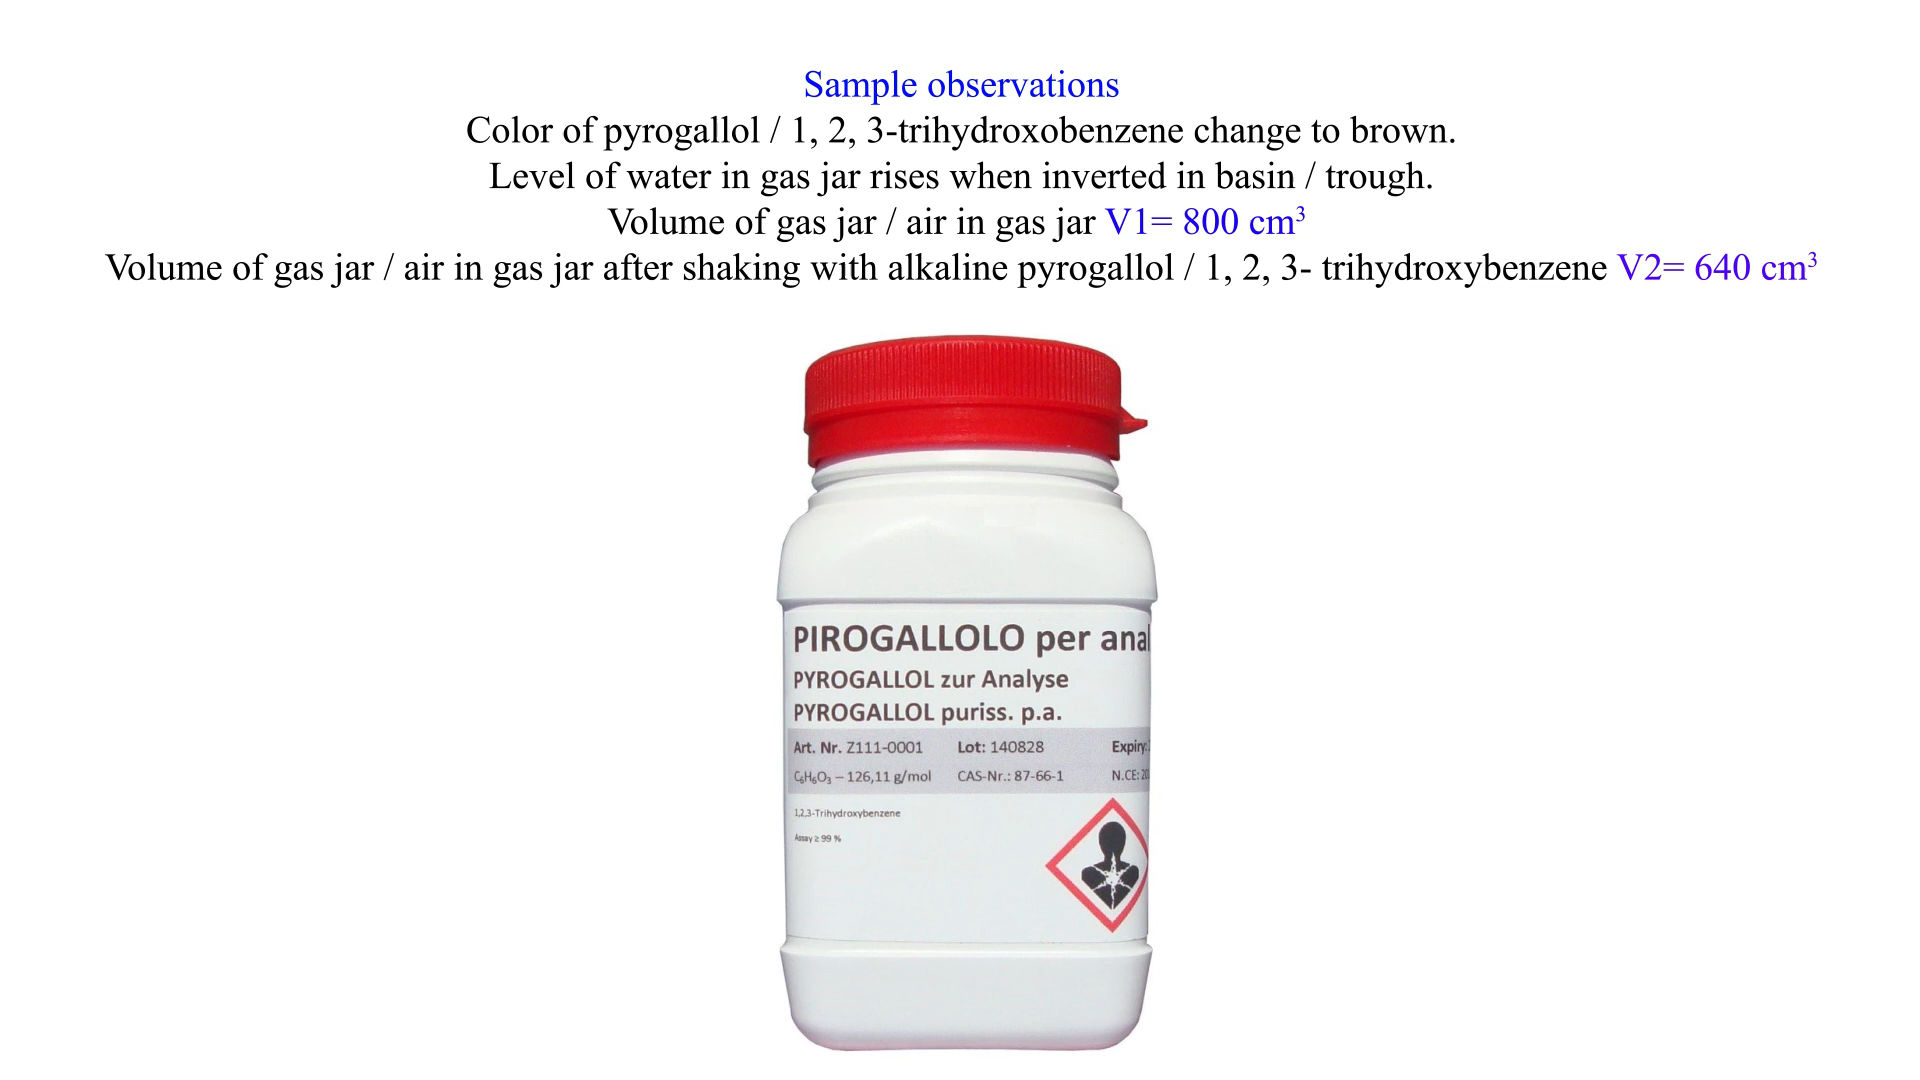 Sample observations
Color of pyrogallol / 1, 2, 3-trihydroxobenzene change to brown.
Level of water in gas jar rises when inverted in basin / trough.
Volume of gas jar / air in gas jar V1= 800 cm³
Volume of gas jar / air in gas jar after shaking with alkaline pyrogallol / 1, 2, 3- trihydroxybenzene V2= 640 cm³
PIROGALLOLO per anal
PYROGALLOL zur Analyse
PYROGALLOL puriss. p.a.
Art. Nr. Z111-0001 Lot: 140828 Expiry:
C₆H₆O₃ – 126,11 g/mol CAS-Nr.: 87-66-1 N.CE: 20
1,2,3-Trihydroxybenzene
Assay ≥ 99 %